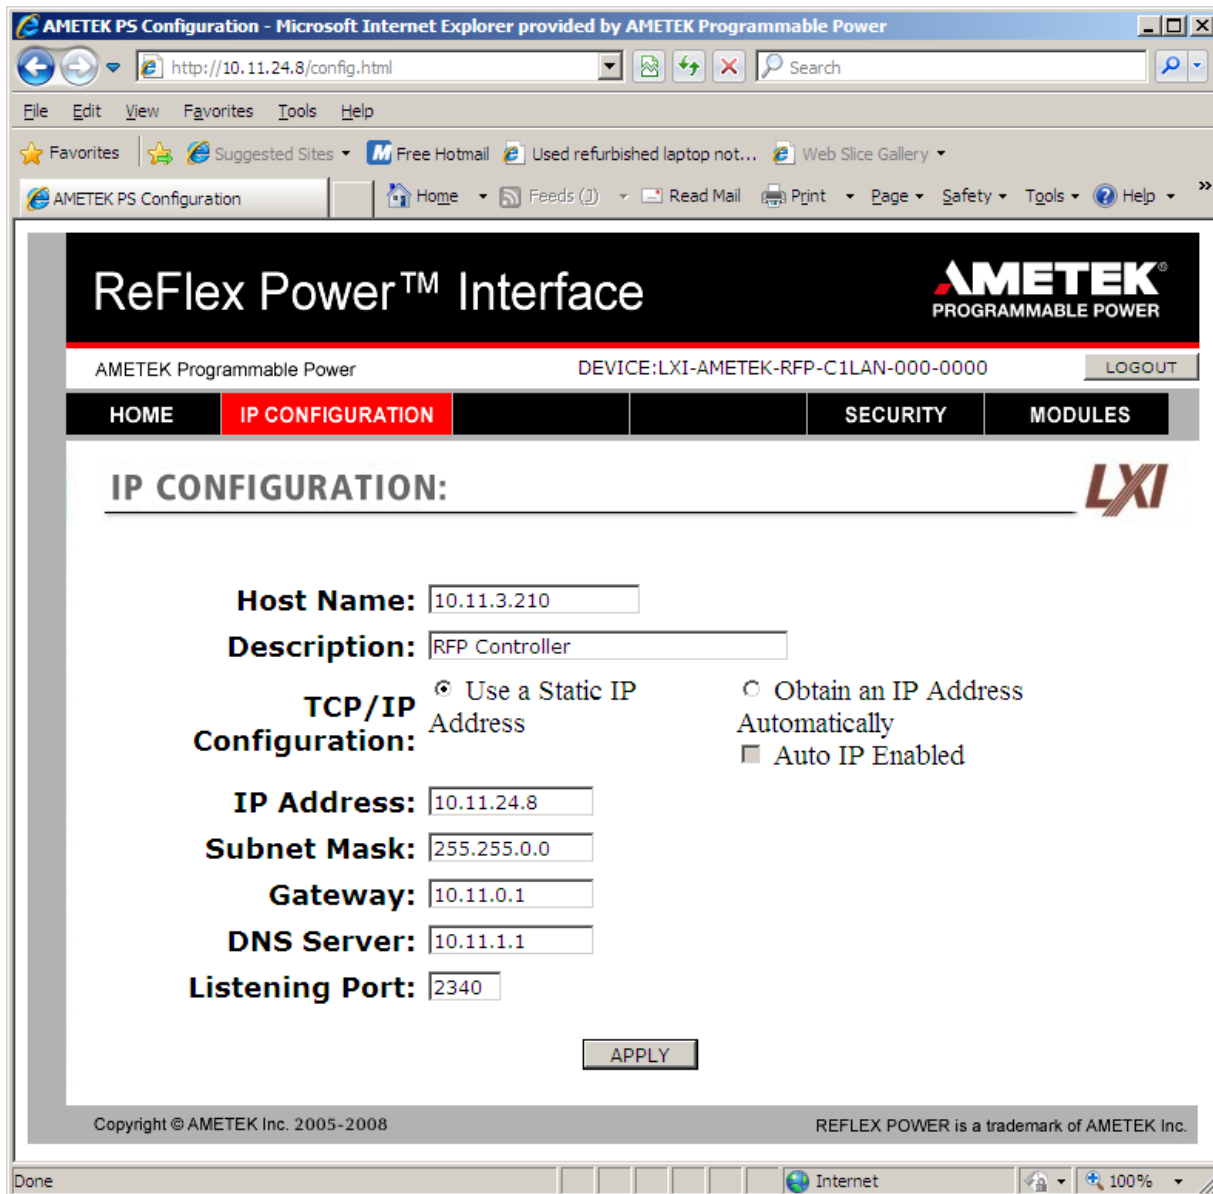 AMETEK PS Configuration - Microsoft Internet Explorer provided by AMETEK Programmable Power
http://10.11.24.8/config.html
Search
File Edit View Favorites Tools Help
Favorites Suggested Sites Free Hotmail Used refurbished laptop not... Web Slice Gallery
AMETEK PS Configuration Home Feeds (J) Read Mail Print Page Safety Tools Help »
ReFlex Power™ Interface
AMETEK®
PROGRAMMABLE POWER
AMETEK Programmable Power DEVICE:LXI-AMETEK-RFP-C1LAN-000-0000 LOGOUT
HOME IP CONFIGURATION SECURITY MODULES
IP CONFIGURATION: LXI
Host Name: 10.11.3.210
Description: RFP Controller
TCP/IP Configuration:
Use a Static IP Address
Obtain an IP Address Automatically
Auto IP Enabled
IP Address: 10.11.24.8
Subnet Mask: 255.255.0.0
Gateway: 10.11.0.1
DNS Server: 10.11.1.1
Listening Port: 2340
APPLY
Copyright © AMETEK Inc. 2005-2008 REFLEX POWER is a trademark of AMETEK Inc.
Done Internet 100%